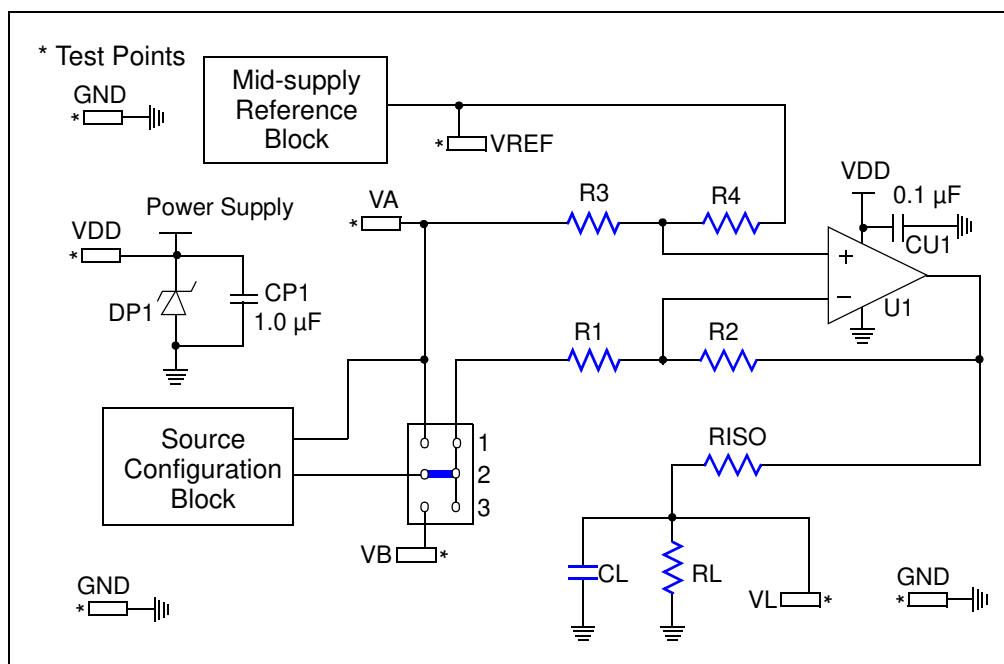 * Test Points
GND
*
Mid-supply
Reference
Block
* VREF
VA
*
R3
R4
VDD
0.1 µF
CU1
+
−
U1
Power Supply
VDD
*
DP1
CP1
1.0 µF
R1
R2
Source
Configuration
Block
1
2
3
VB
*
RISO
CL
RL
VL
*
GND
*
GND
*